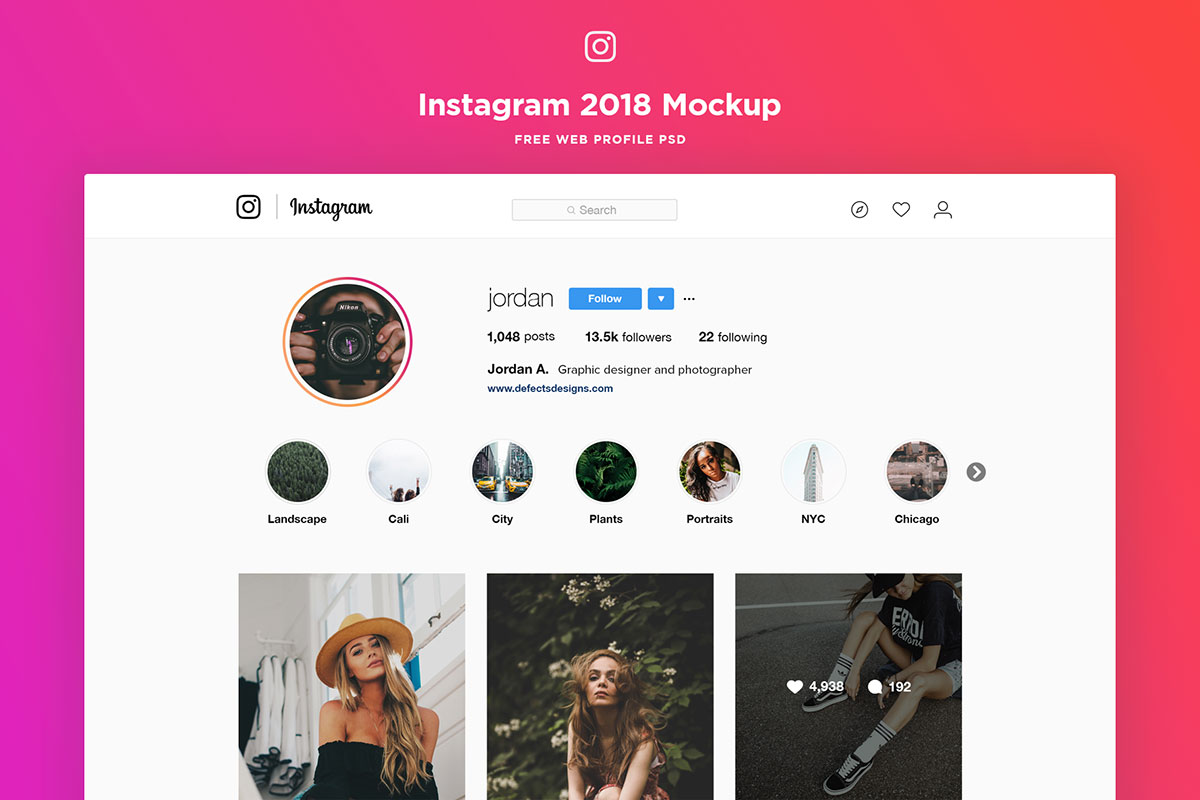 Instagram 2018 Mockup
FREE WEB PROFILE PSD
Instagram
Search
jordan
Follow
1,048 posts 13.5k followers 22 following
Jordan A. Graphic designer and photographer
www.defectsdesigns.com
Nikon
Landscape Cali City Plants Portraits NYC Chicago
4,938 192